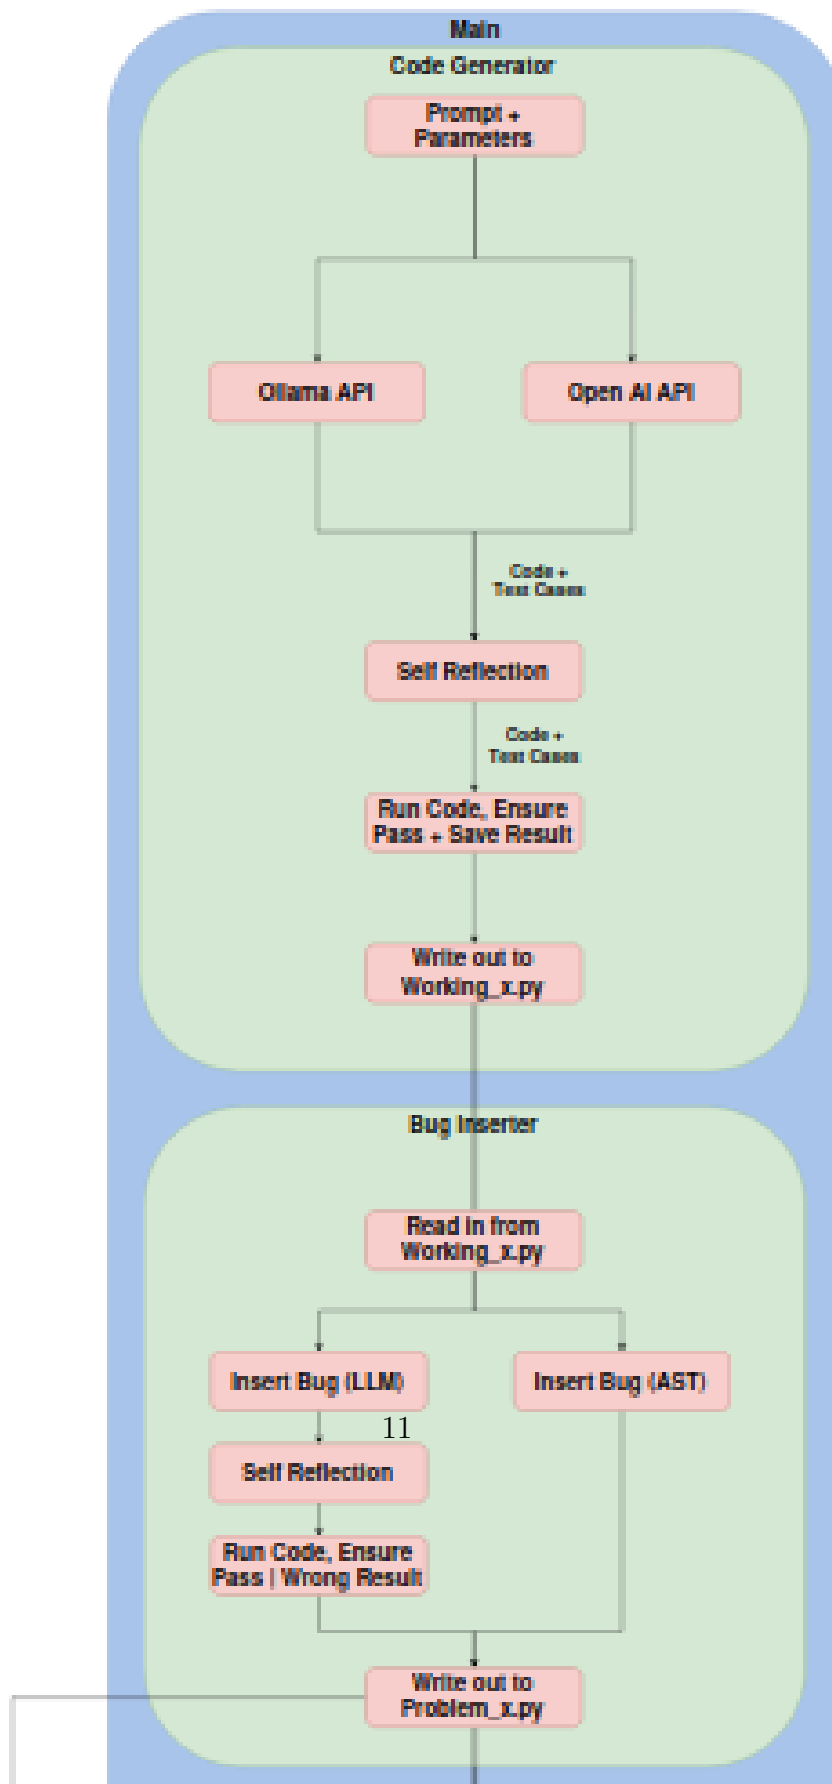 Main
Code Generator
Prompt +
Parameters
Ollama API
Open AI API
Code +
Test Cases
Self Reflection
Code +
Test Cases
Run Code, Ensure
Pass + Save Result
Write out to
Working_x.py
Bug Inserter
Read in from
Working_x.py
Insert Bug (LLM)
Insert Bug (AST)
11
Self Reflection
Run Code, Ensure
Pass | Wrong Result
Write out to
Problem_x.py